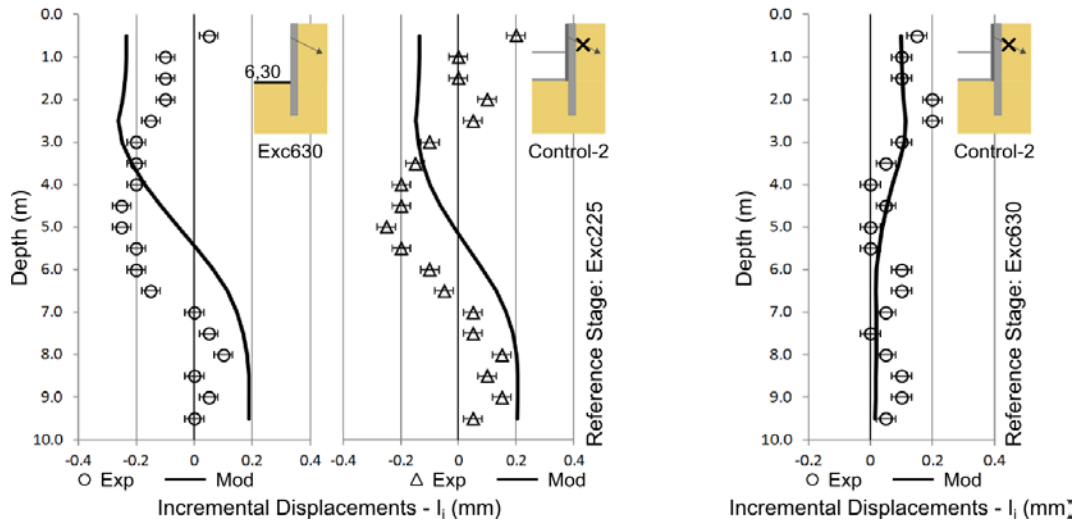 0.0
1.0
2.0
3.0
4.0
5.0
6.0
7.0
8.0
9.0
10.0
Depth (m)
6,30
Exc630
-0.4 -0.2 0 0.2 0.4
Exp Mod
Control-2
-0.4 -0.2 0 0.2 0.4
Exp Mod
Incremental Displacements - Ii (mm)
Reference Stage: Exc225
0.0
1.0
2.0
3.0
4.0
5.0
6.0
7.0
8.0
9.0
10.0
Depth (m)
Control-2
-0.4 -0.2 0 0.2 0.4
Exp Mod
Incremental Displacements - Ii (mm)
Reference Stage: Exc630